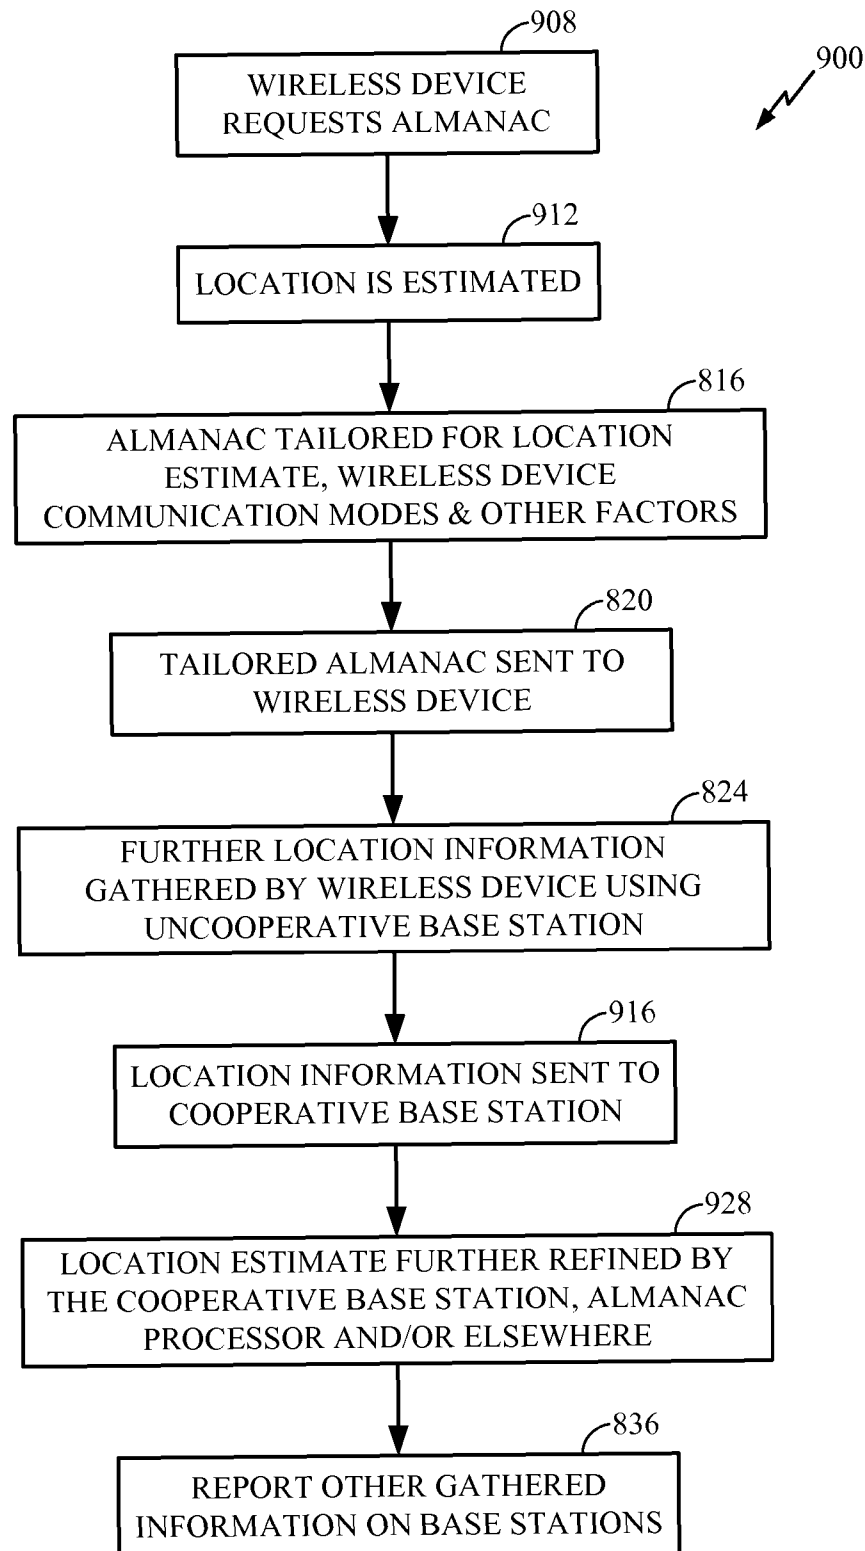 908
900
WIRELESS DEVICE
REQUESTS ALMANAC
912
LOCATION IS ESTIMATED
816
ALMANAC TAILORED FOR LOCATION
ESTIMATE, WIRELESS DEVICE
COMMUNICATION MODES & OTHER FACTORS
820
TAILORED ALMANAC SENT TO
WIRELESS DEVICE
824
FURTHER LOCATION INFORMATION
GATHERED BY WIRELESS DEVICE USING
UNCOOPERATIVE BASE STATION
916
LOCATION INFORMATION SENT TO
COOPERATIVE BASE STATION
928
LOCATION ESTIMATE FURTHER REFINED BY
THE COOPERATIVE BASE STATION, ALMANAC
PROCESSOR AND/OR ELSEWHERE
836
REPORT OTHER GATHERED
INFORMATION ON BASE STATIONS